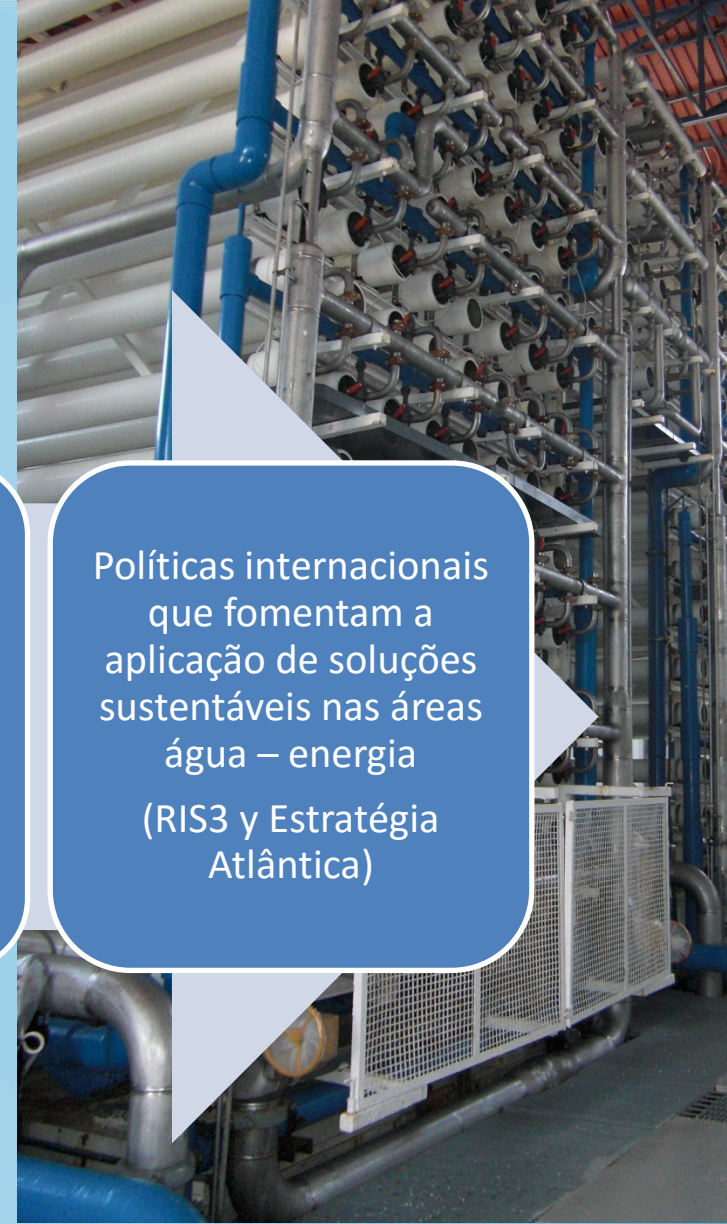 Políticas internacionais
que fomentam a
aplicação de soluções
sustentáveis nas áreas
água – energia
(RIS3 y Estratégia
Atlântica)